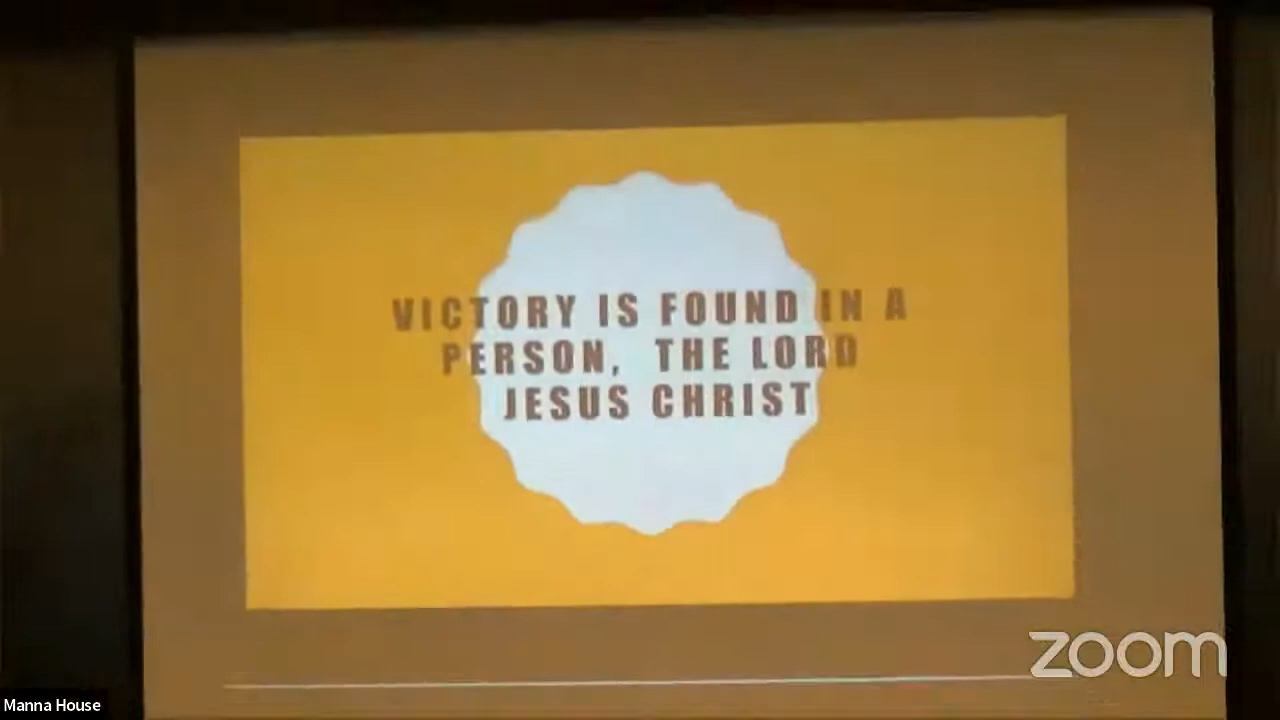 VICTORY IS FOUND IN A
PERSON, THE LORD
JESUS CHRIST
zoom
Manna House